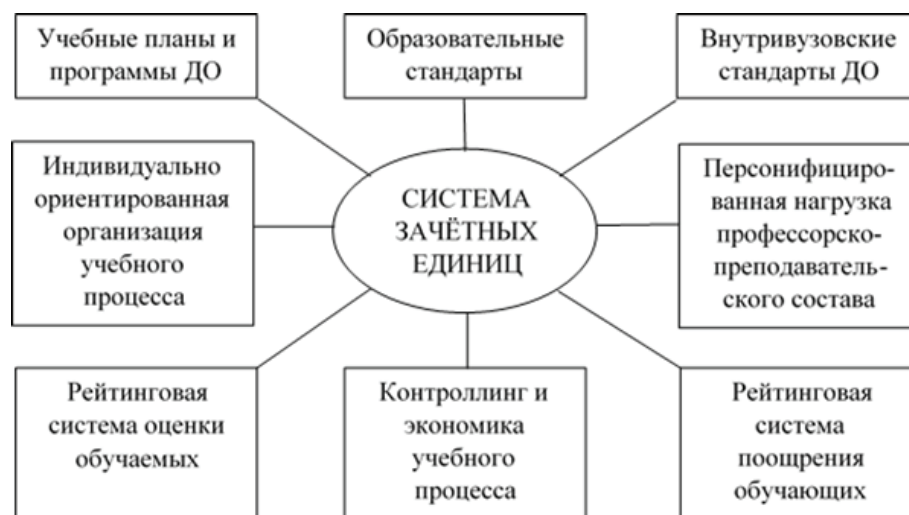 Учебные планы и
программы ДО
Образовательные
стандарты
Внутривузовские
стандарты ДО
Индивидуально
ориентированная
организация
учебного
процесса
СИСТЕМА
ЗАЧЁТНЫХ
ЕДИНИЦ
Персонифициро-
ванная нагрузка
профессорско-
преподаватель-
ского состава
Рейтинговая
система оценки
обучаемых
Контроллинг и
экономика
учебного
процесса
Рейтинговая
система
поощрения
обучающих